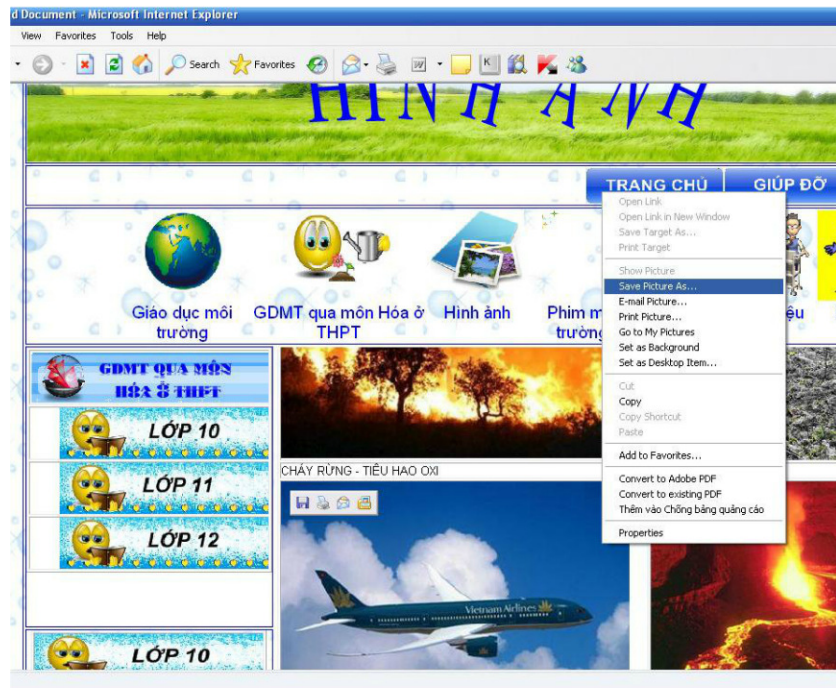 d Document - Microsoft Internet Explorer
View Favorites Tools Help
Search Favorites
HÌNH ẢNH
TRANG CHỦ GIÚP ĐỠ
Giáo dục môi trường
GDMT qua môn Hóa ở THPT
Hình ảnh
Phim m
trườn
ệu
Open Link
Open Link in New Window
Save Target As...
Print Target
Show Picture
Save Picture As...
E-mail Picture...
Print Picture...
Go to My Pictures
Set as Background
Set as Desktop Item...
Cut
Copy
Copy Shortcut
Paste
Add to Favorites...
Convert to Adobe PDF
Convert to existing PDF
Thêm vào Chống bảng quảng cáo
Properties
GDMT QUA MÔN
HÓA Ở THPT
LỚP 10
LỚP 11
LỚP 12
LỚP 10
CHÁY RỪNG - TIÊU HAO OXI
Vietnam Airlines